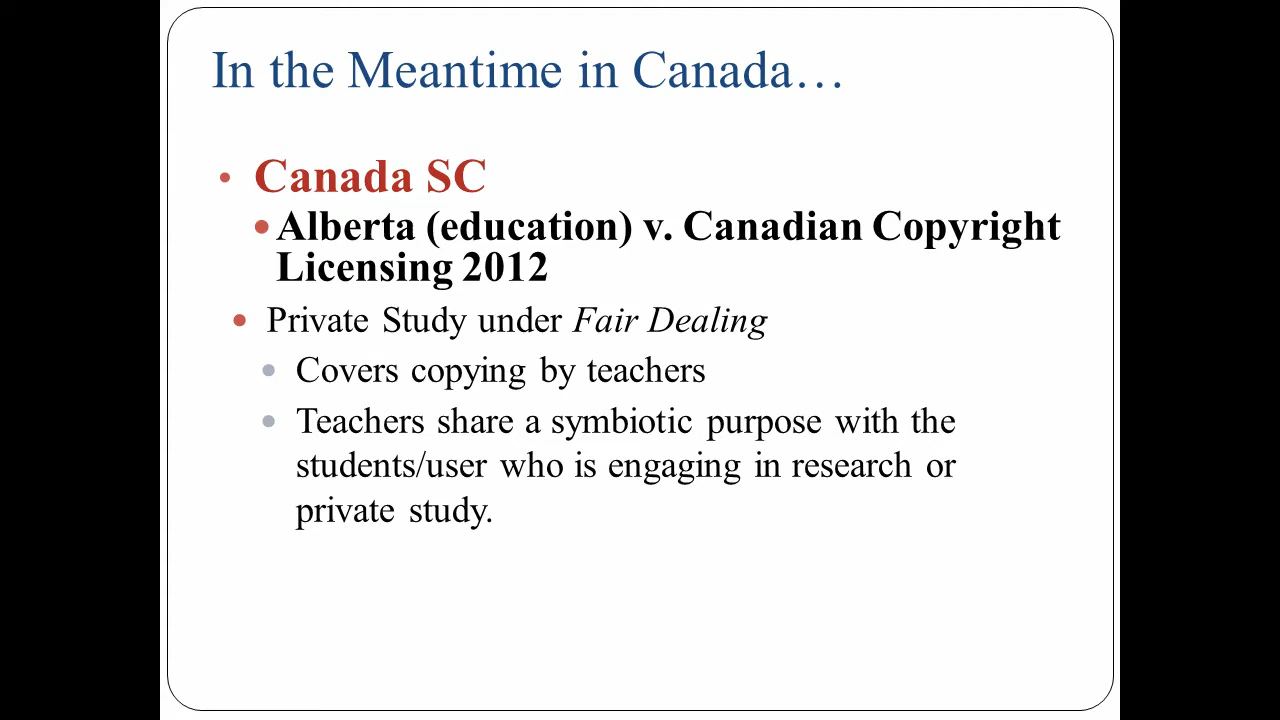 In the Meantime in Canada…
• Canada SC
• Alberta (education) v. Canadian Copyright
Licensing 2012
• Private Study under Fair Dealing
• Covers copying by teachers
• Teachers share a symbiotic purpose with the
students/user who is engaging in research or
private study.